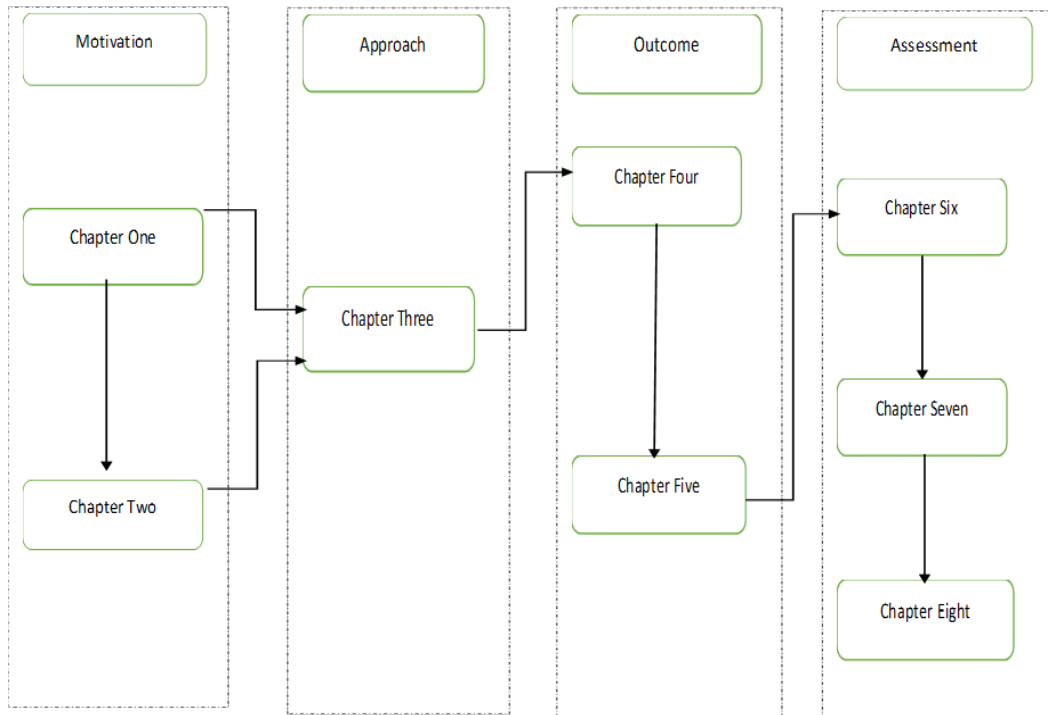 Motivation
Approach
Outcome
Assessment
Chapter One
Chapter Two
Chapter Three
Chapter Four
Chapter Five
Chapter Six
Chapter Seven
Chapter Eight